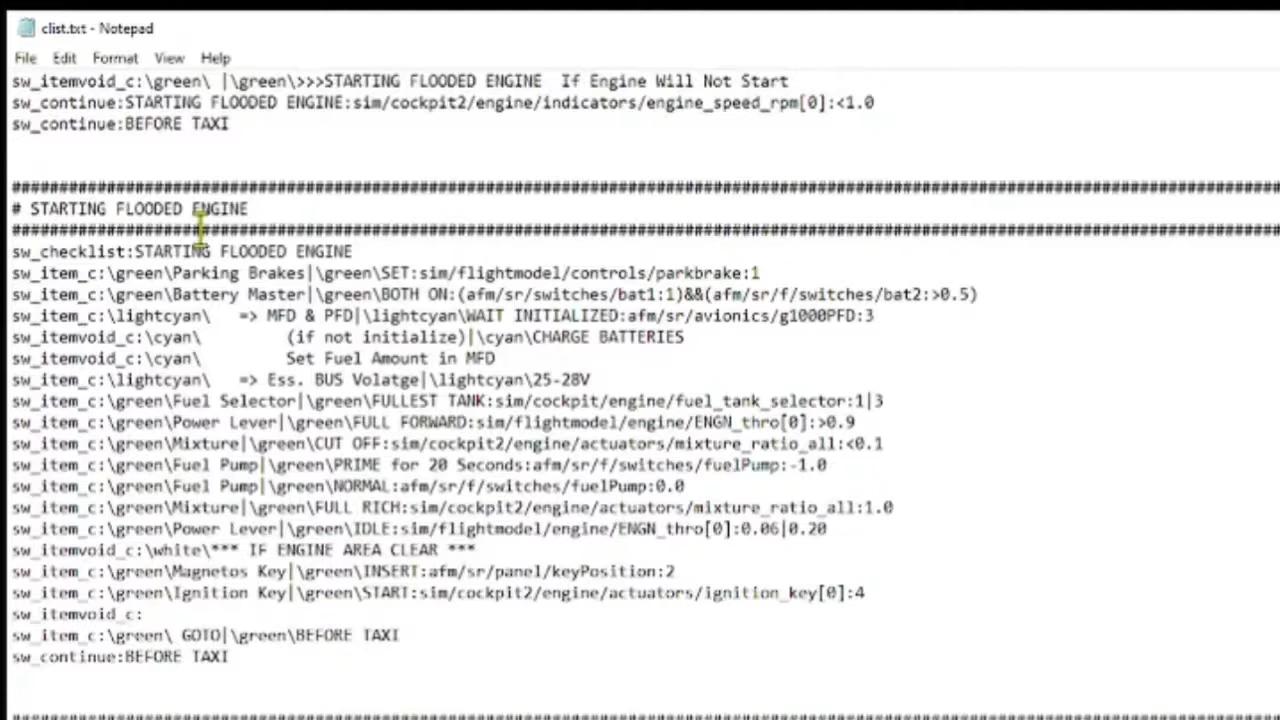 clist.txt - Notepad
File Edit Format View Help
sw_itemvoid_c:\green\ |\green\>>>STARTING FLOODED ENGINE  If Engine Will Not Start
sw_continue:STARTING FLOODED ENGINE:sim/cockpit2/engine/indicators/engine_speed_rpm[0]:<1.0
sw_continue:BEFORE TAXI
# STARTING FLOODED ENGINE
sw_checklist:STARTING FLOODED ENGINE
sw_item_c:\green\Parking Brakes|\green\SET:sim/flightmodel/controls/parkbrake:1
sw_item_c:\green\Battery Master|\green\BOTH ON:(afm/sr/switches/bat1:1)&&(afm/sr/f/switches/bat2:>0.5)
sw_item_c:\lightcyan\   => MFD & PFD|\lightcyan\WAIT INITIALIZED:afm/sr/avionics/g1000PFD:3
sw_itemvoid_c:\cyan\         (if not initialize)|\cyan\CHARGE BATTERIES
sw_itemvoid_c:\cyan\         Set Fuel Amount in MFD
sw_item_c:\lightcyan\   => Ess. BUS Volatge|\lightcyan\25-28V
sw_item_c:\green\Fuel Selector|\green\FULLEST TANK:sim/cockpit/engine/fuel_tank_selector:1|3
sw_item_c:\green\Power Lever|\green\FULL FORWARD:sim/flightmodel/engine/ENGN_thro[0]:>0.9
sw_item_c:\green\Mixture|\green\CUT OFF:sim/cockpit2/engine/actuators/mixture_ratio_all:<0.1
sw_item_c:\green\Fuel Pump|\green\PRIME for 20 Seconds:afm/sr/f/switches/fuelPump:-1.0
sw_item_c:\green\Fuel Pump|\green\NORMAL:afm/sr/f/switches/fuelPump:0.0
sw_item_c:\green\Mixture|\green\FULL RICH:sim/cockpit2/engine/actuators/mixture_ratio_all:1.0
sw_item_c:\green\Power Lever|\green\IDLE:sim/flightmodel/engine/ENGN_thro[0]:0.06|0.20
sw_itemvoid_c:\white\*** IF ENGINE AREA CLEAR ***
sw_item_c:\green\Magnetos Key|\green\INSERT:afm/sr/panel/keyPosition:2
sw_item_c:\green\Ignition Key|\green\START:sim/cockpit2/engine/actuators/ignition_key[0]:4
sw_itemvoid_c:
sw_item_c:\green\ GOTO|\green\BEFORE TAXI
sw_continue:BEFORE TAXI